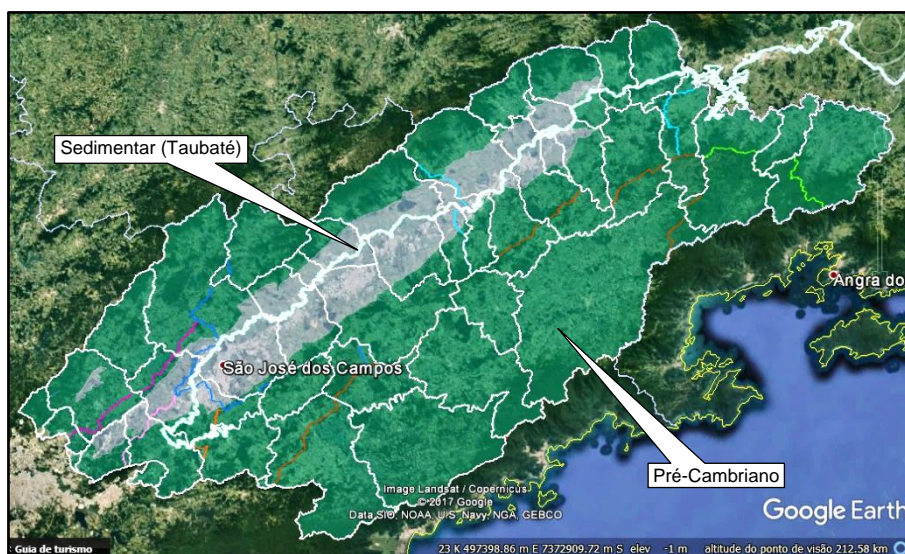 Sedimentar (Taubaté)
Angra do
São José dos Campos
Pré-Cambriano
Image Landsat / Copernicus
© 2017 Google
Data SIO, NOAA, U.S. Navy, NGA, GEBCO
Google Earth
Guia de turismo
23 K 497398.86 m E 7372909.72 m S elev -1 m altitude do ponto de visão 212.58 km